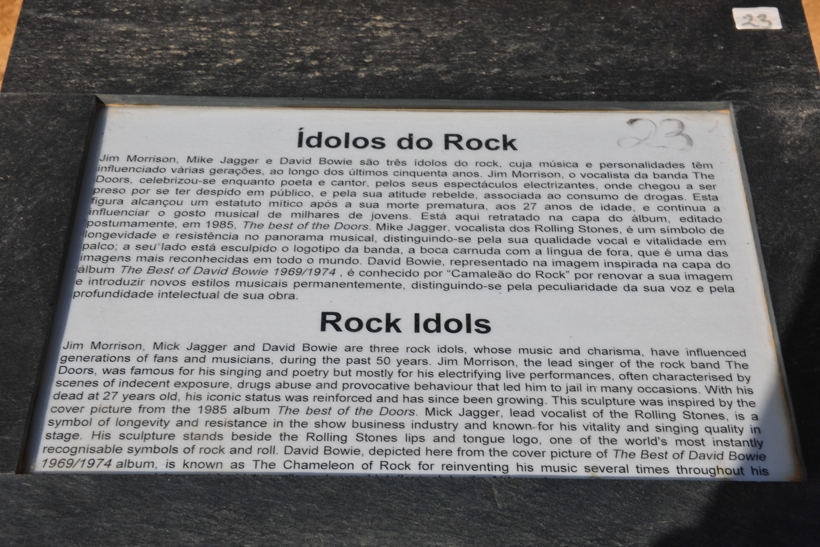 23
23
Ídolos do Rock
Jim Morrison, Mike Jagger e David Bowie são três ídolos do rock, cuja música e personalidades têm
influenciado várias gerações, ao longo dos últimos cinquenta anos. Jim Morrison, o vocalista da banda The
Doors, celebrizou-se enquanto poeta e cantor, pelos seus espectáculos electrizantes, onde chegou a ser
preso por se ter despido em público, e pela sua atitude rebelde, associada ao consumo de drogas. Esta
figura alcançou um estatuto mítico após a sua morte prematura, aos 27 anos de idade, e continua a
influenciar o gosto musical de milhares de jovens. Está aqui retratado na capa do álbum, editado
postumamente, em 1985, The best of the Doors. Mike Jagger, vocalista dos Rolling Stones, é um símbolo de
longevidade e resistência no panorama musical, distinguindo-se pela sua qualidade vocal e vitalidade em
palco; a seu lado está esculpido o logotipo da banda, a boca carnuda com a língua de fora, que é uma das
imagens mais reconhecidas em todo o mundo. David Bowie, representado na imagem inspirada na capa do
álbum The Best of David Bowie 1969/1974 , é conhecido por “Camaleão do Rock” por renovar a sua imagem
e introduzir novos estilos musicais permanentemente, distinguindo-se pela peculiaridade da sua voz e pela
profundidade intelectual de sua obra.
Rock Idols
Jim Morrison, Mick Jagger and David Bowie are three rock idols, whose music and charisma, have influenced
generations of fans and musicians, during the past 50 years. Jim Morrison, the lead singer of the rock band The
Doors, was famous for his singing and poetry but mostly for his electrifying live performances, often characterised by
scenes of indecent exposure, drugs abuse and provocative behaviour that led him to jail in many occasions. With his
dead at 27 years old, his iconic status was reinforced and has since been growing. This sculpture was inspired by the
cover picture from the 1985 album The best of the Doors. Mick Jagger, lead vocalist of the Rolling Stones, is a
symbol of longevity and resistance in the show business industry and known for his vitality and singing quality in
stage. His sculpture stands beside the Rolling Stones lips and tongue logo, one of the world's most instantly
recognisable symbols of rock and roll. David Bowie, depicted here from the cover picture of The Best of David Bowie
1969/1974 album, is known as The Chameleon of Rock for reinventing his music several times throughout his